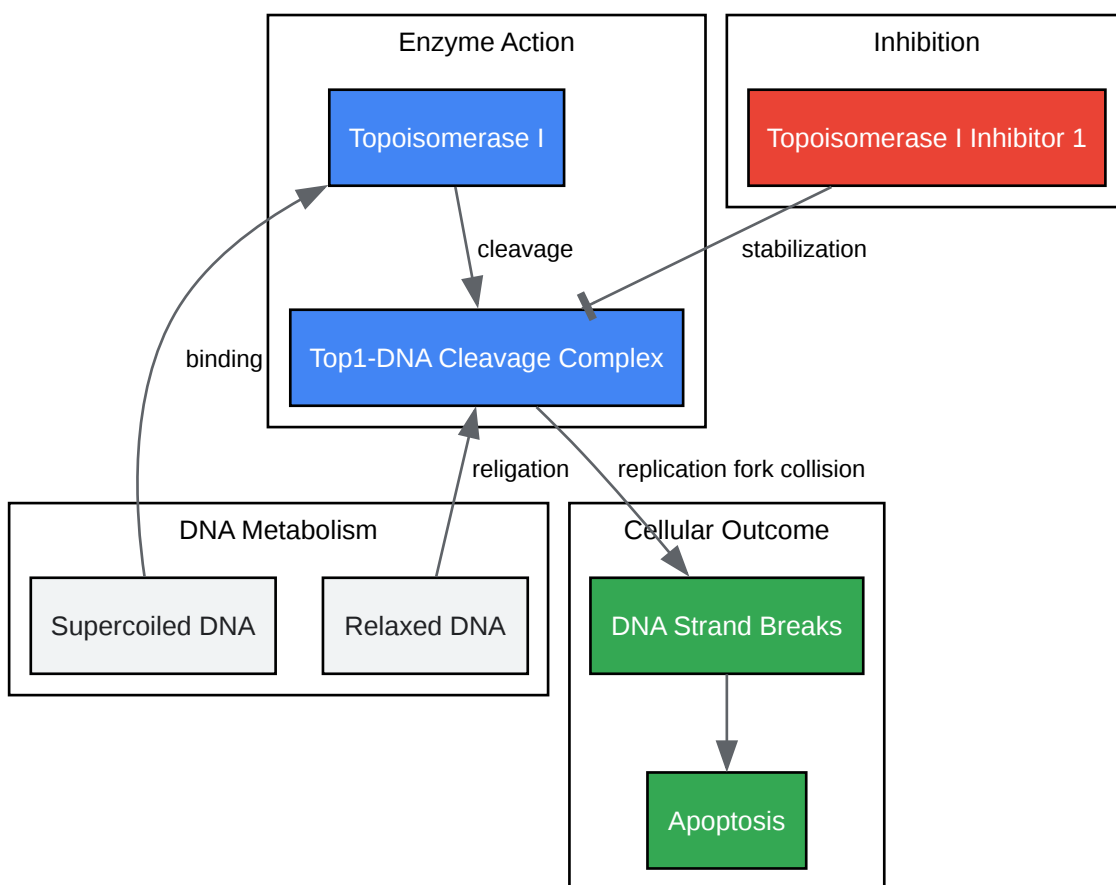 Enzyme Action
Inhibition
Topoisomerase I
Topoisomerase I Inhibitor 1
cleavage
stabilization
Top1-DNA Cleavage Complex
binding
religation
replication fork collision
DNA Metabolism
Cellular Outcome
Supercoiled DNA
Relaxed DNA
DNA Strand Breaks
Apoptosis